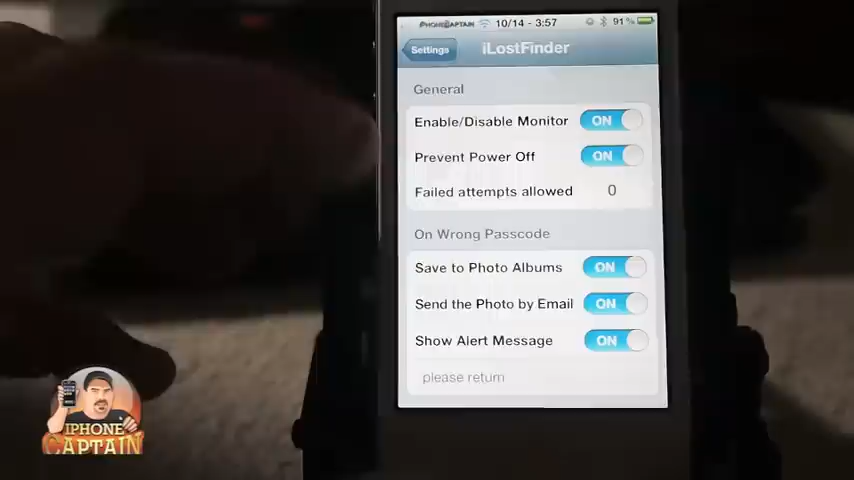 iPHONECAPTAIN 10/14 - 3:57 91%
Settings
iLostFinder
General
Enable/Disable Monitor ON
Prevent Power Off ON
Failed attempts allowed 0
On Wrong Passcode
Save to Photo Albums ON
Send the Photo by Email ON
Show Alert Message ON
please return
IPHONE
CAPTAIN